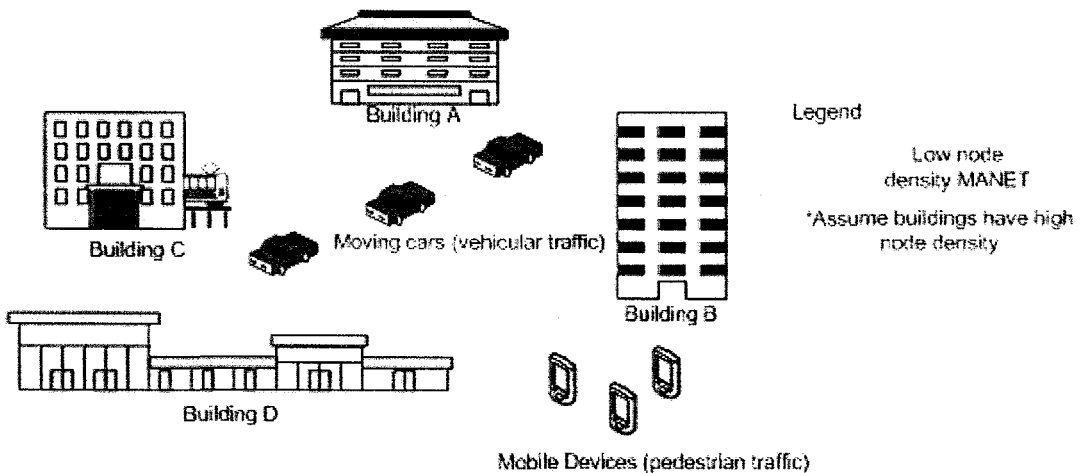 Building A
Legend
Low node
density MANET
*Assume buildings have high
node density
Building C
Moving cars (vehicular traffic)
Building B
Building D
Mobile Devices (pedestrian traffic)